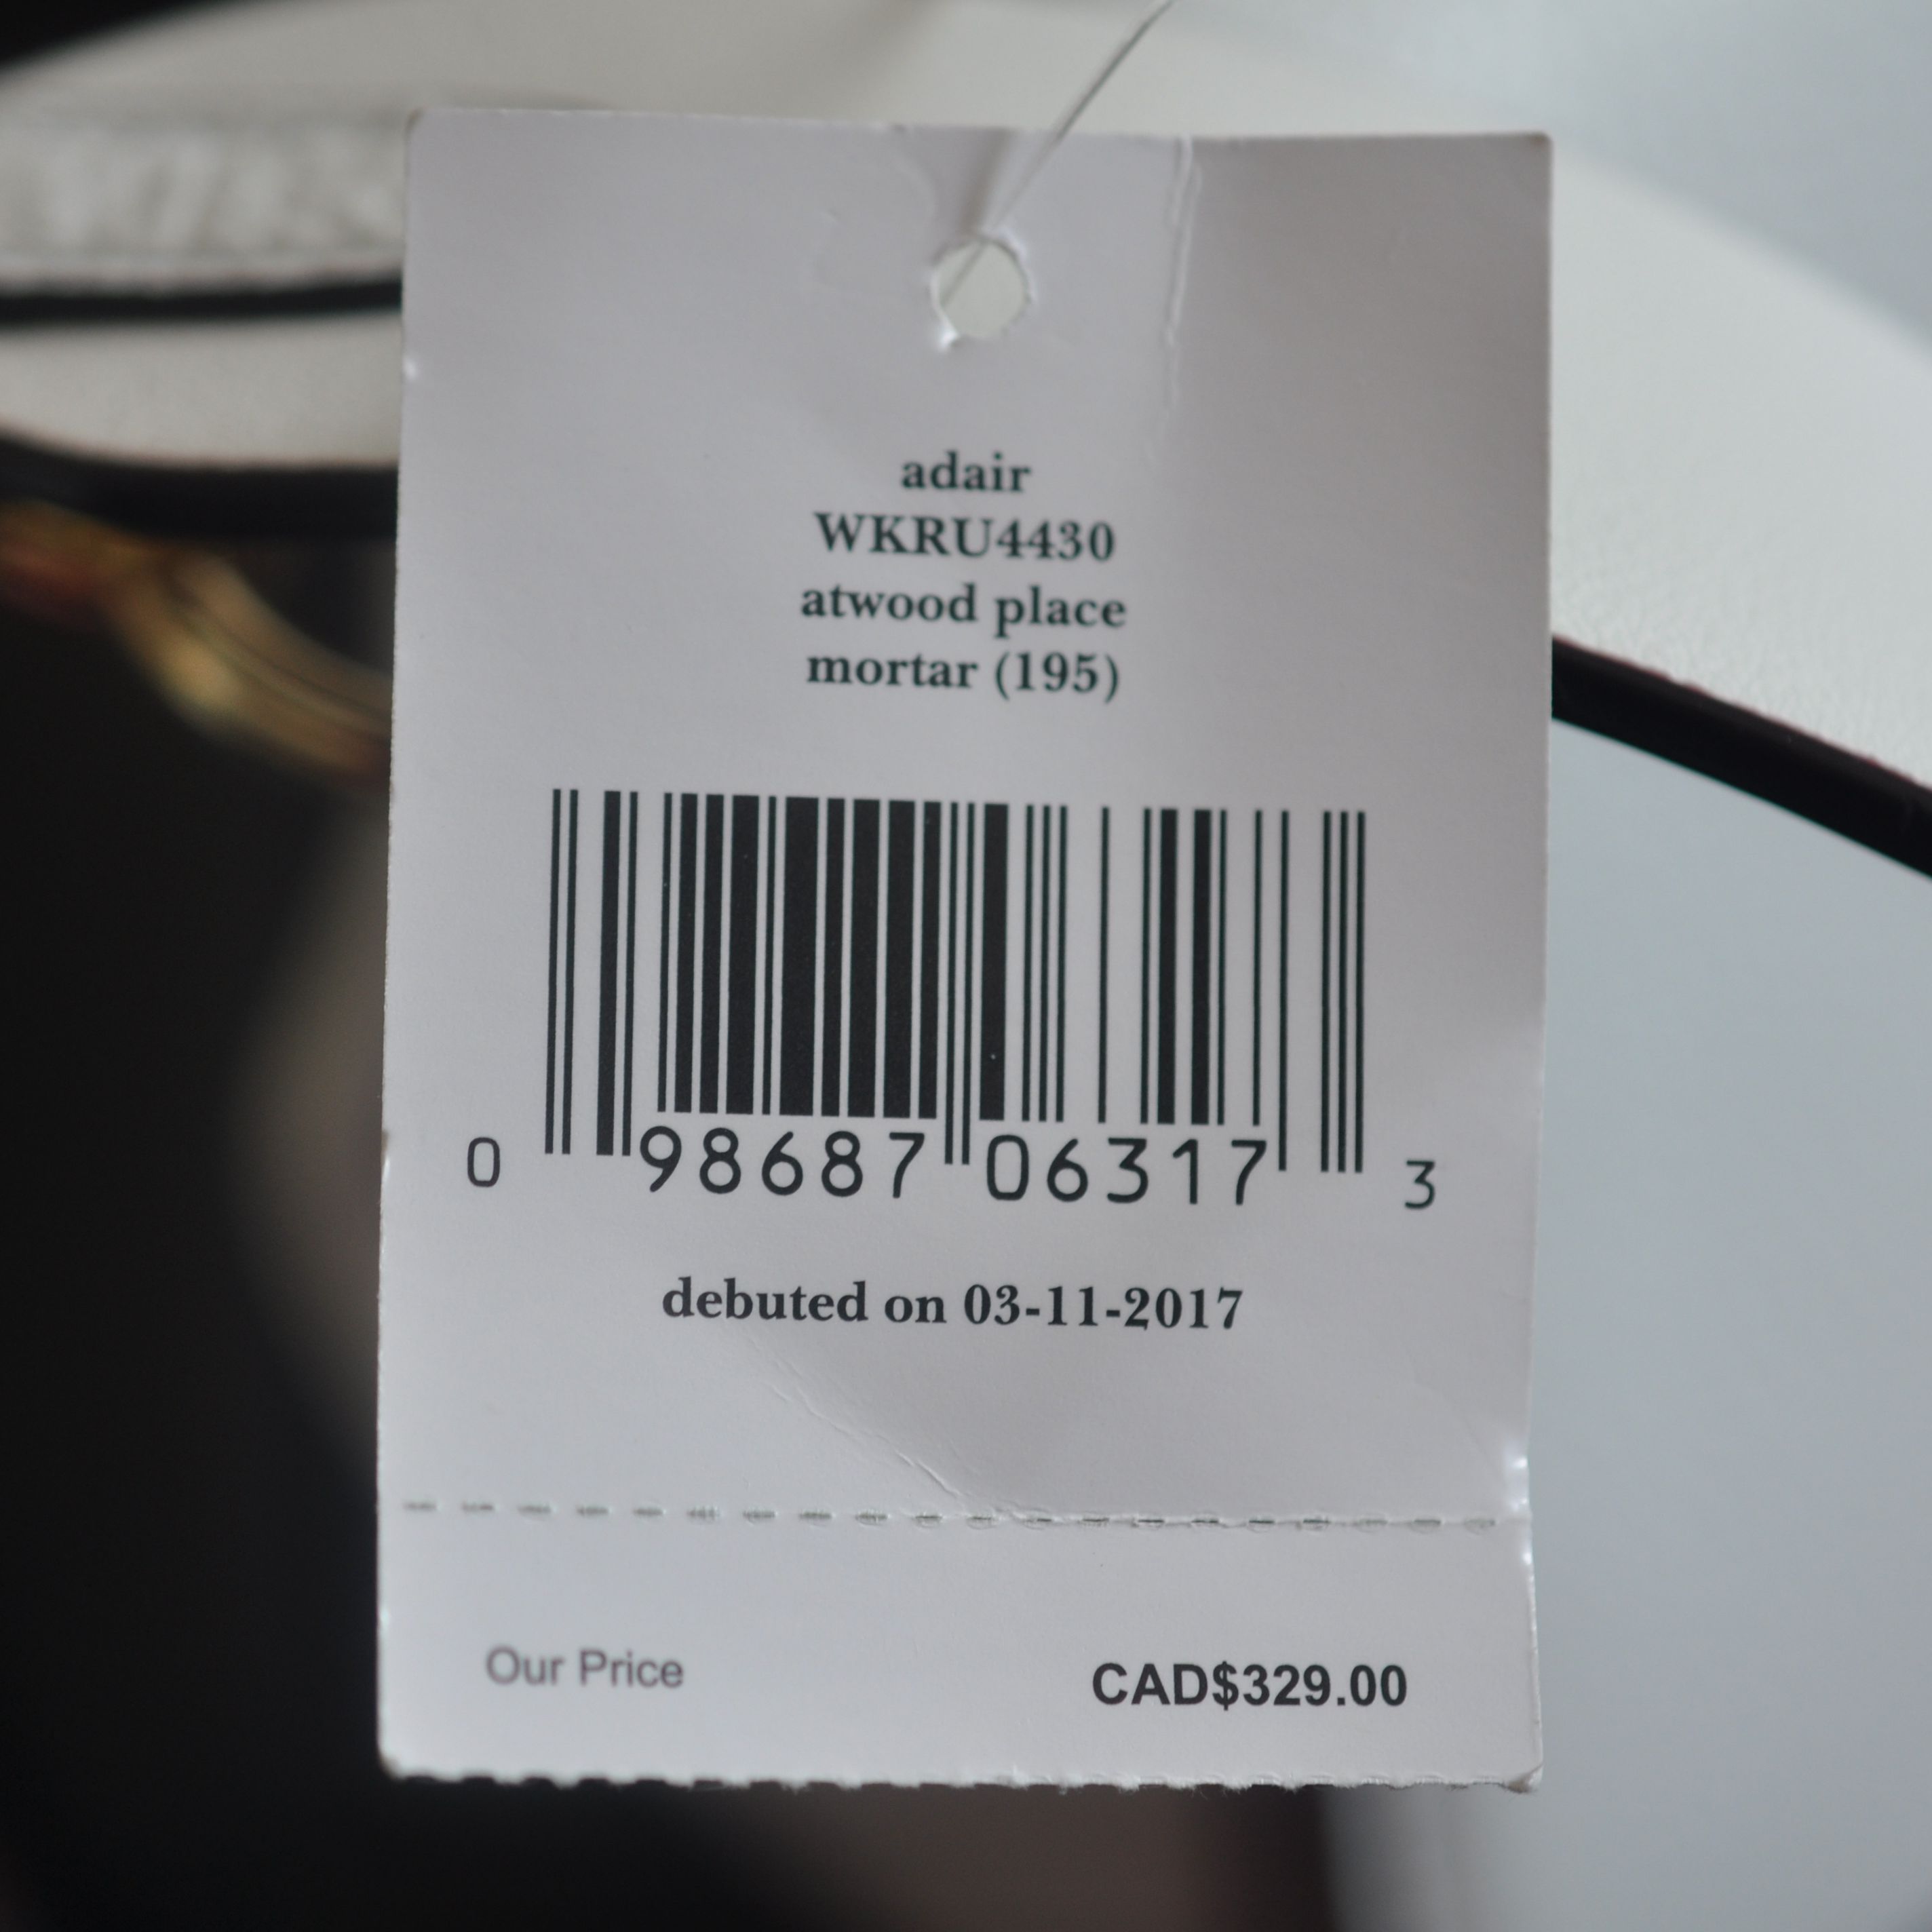 adair
WKRU4430
atwood place
mortar (195)
0 98687 06317 3
debuted on 03-11-2017
Our Price CAD$329.00